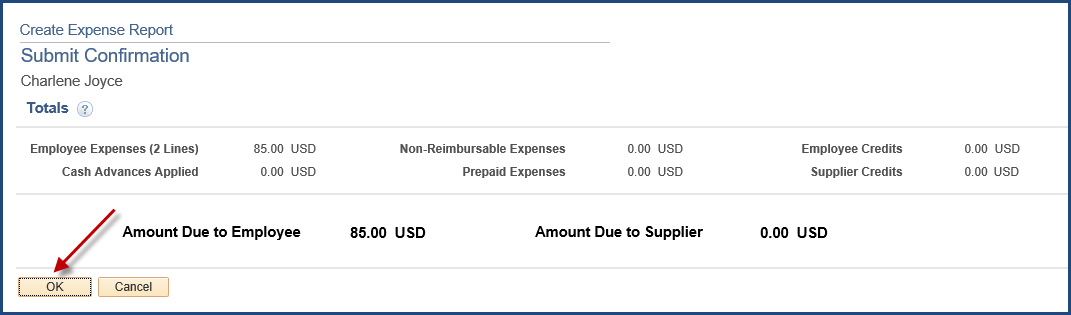 Create Expense Report
Submit Confirmation
Charlene Joyce
Totals ?
Employee Expenses (2 Lines) 85.00 USD Non-Reimbursable Expenses 0.00 USD Employee Credits 0.00 USD
Cash Advances Applied 0.00 USD Prepaid Expenses 0.00 USD Supplier Credits 0.00 USD
Amount Due to Employee 85.00 USD Amount Due to Supplier 0.00 USD
OK Cancel